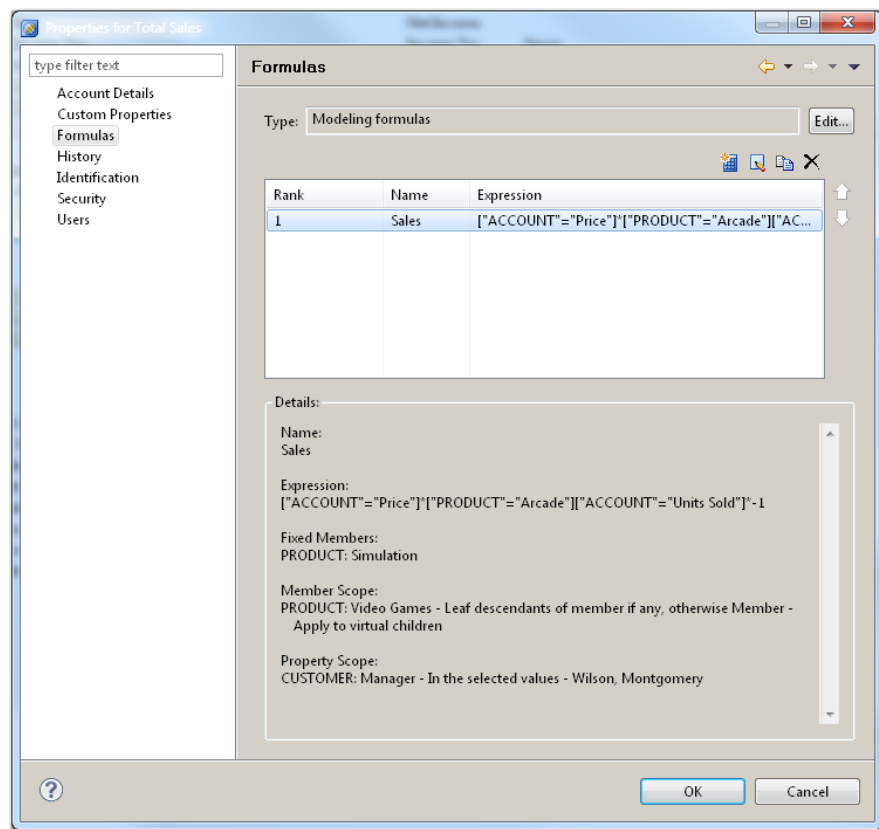 Properties for Total Sales
type filter text
Account Details
Custom Properties
Formulas
History
Identification
Security
Users
Formulas
Type: Modeling formulas Edit...
Rank Name Expression
1 Sales ["ACCOUNT"="Price"]*["PRODUCT"="Arcade"]["AC...
Details:
Name:
Sales
Expression:
["ACCOUNT"="Price"]*["PRODUCT"="Arcade"]["ACCOUNT"="Units Sold"]*-1
Fixed Members:
PRODUCT: Simulation
Member Scope:
PRODUCT: Video Games - Leaf descendants of member if any, otherwise Member -
Apply to virtual children
Property Scope:
CUSTOMER: Manager - In the selected values - Wilson, Montgomery
OK Cancel